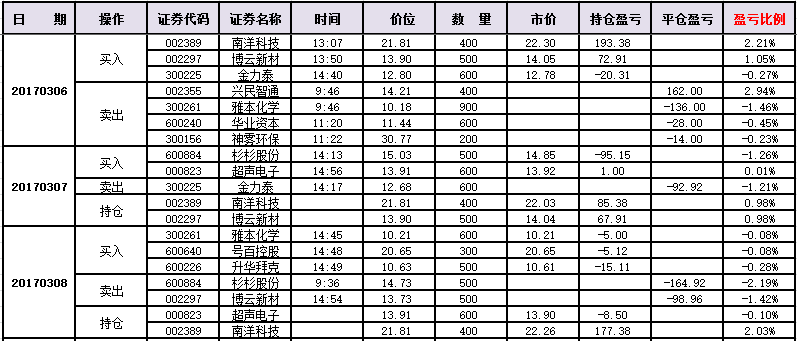 日 期 操作 证券代码 证券名称 时间 价位 数 量 市价 持仓盈亏 平仓盈亏 盈亏比例
20170306 买入 002389 南洋科技 13:07 21.81 400 22.30 193.38 2.21%
002297 博云新材 13:50 13.90 500 14.05 72.91 1.05%
300225 金力泰 14:40 12.80 600 12.78 -20.31 -0.27%
卖出 002355 兴民智通 9:46 14.21 400 162.00 2.94%
300261 雅本化学 9:46 10.18 900 -136.00 -1.46%
600240 华业资本 11:20 11.44 600 -28.00 -0.45%
300156 神雾环保 11:22 30.77 200 -14.00 -0.23%
20170307 买入 600884 杉杉股份 14:13 15.03 500 14.85 -95.15 -1.26%
000823 超声电子 14:56 13.91 600 13.92 1.00 0.01%
卖出 300225 金力泰 14:17 12.68 600 -92.92 -1.21%
持仓 002389 南洋科技 21.81 400 22.03 85.38 0.98%
002297 博云新材 13.90 500 14.04 67.91 0.98%
20170308 买入 300261 雅本化学 14:45 10.21 600 10.21 -5.00 -0.08%
600640 号百控股 14:48 20.65 300 20.65 -5.12 -0.08%
600226 升华拜克 14:49 10.63 500 10.61 -15.11 -0.28%
卖出 600884 杉杉股份 9:36 14.73 500 -164.92 -2.19%
002297 博云新材 14:54 13.73 500 -98.96 -1.42%
持仓 000823 超声电子 13.91 600 13.90 -8.50 -0.10%
002389 南洋科技 21.81 400 22.26 177.38 2.03%